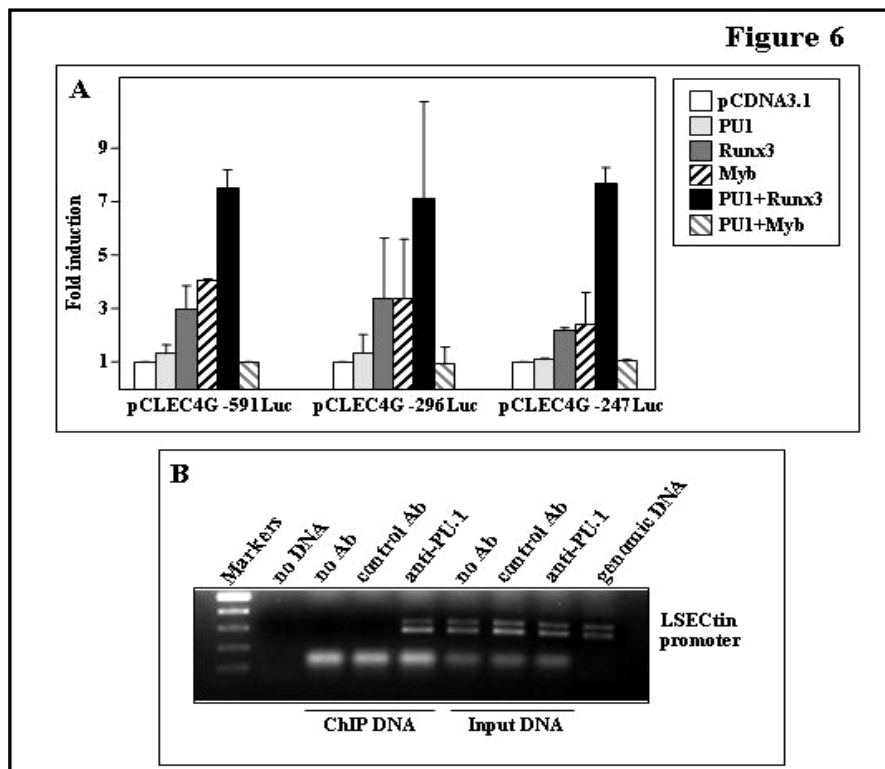 Figure 6
A
pCDNA3.1
PU1
Runx3
Myb
PU1+Runx3
PU1+Myb
Fold induction
9
7
5
3
1
pCLEC4G -591Luc
pCLEC4G -296Luc
pCLEC4G -247Luc
B
Markers
no DNA
no Ab
control Ab
anti-PU.1
no Ab
control Ab
anti-PU.1
genomic DNA
LSECtin
promoter
ChIP DNA
Input DNA